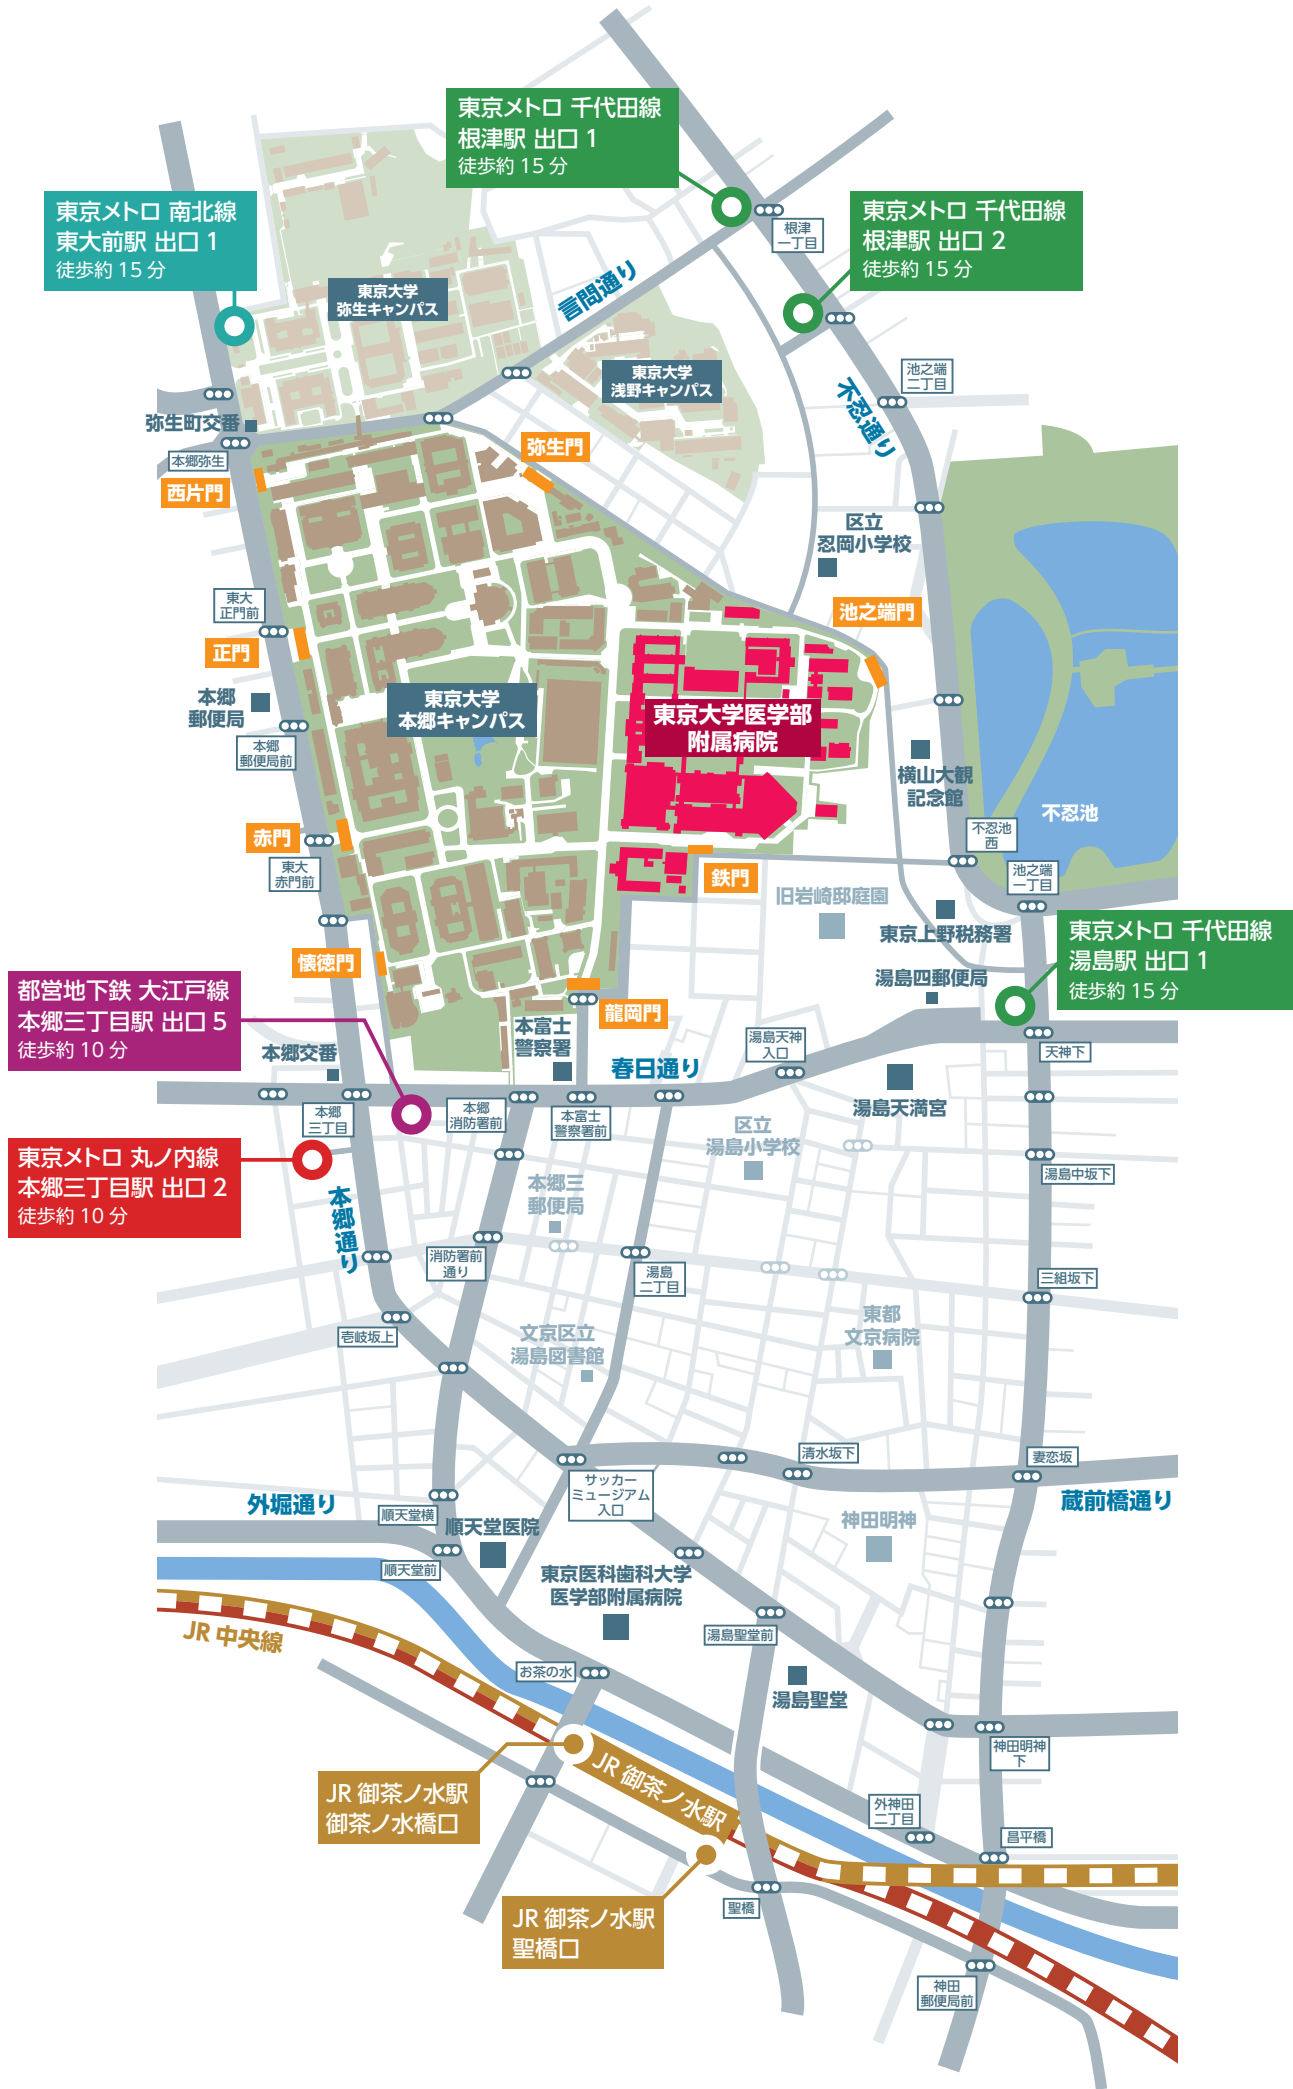 東京メトロ 千代田線
根津駅 出口 1
徒歩約 15 分
東京メトロ 南北線
東大前駅 出口 1
徒歩約 15 分
東京メトロ 千代田線
根津駅 出口 2
徒歩約 15 分
根津
一丁目
言問通り
東京大学
弥生キャンパス
東京大学
浅野キャンパス
池之端
二丁目
不忍通り
弥生町交番
本郷弥生
西片門
弥生門
区立
忍岡小学校
東大
正門前
正門
池之端門
本郷
郵便局
東京大学
本郷キャンパス
東京大学医学部
附属病院
本郷
郵便局前
横山大観
記念館
不忍池
赤門
東大
赤門前
不忍池
西
池之端
一丁目
鉄門
旧岩崎邸庭園
東京上野税務署
東京メトロ 千代田線
湯島駅 出口 1
徒歩約 15 分
懐徳門
湯島四郵便局
都営地下鉄 大江戸線
本郷三丁目駅 出口 5
徒歩約 10 分
龍岡門
本富士
警察署
本郷交番
湯島天神
入口
天神下
春日通り
湯島天満宮
本郷
三丁目
本郷
消防署前
本富士
警察署前
区立
湯島小学校
東京メトロ 丸ノ内線
本郷三丁目駅 出口 2
徒歩約 10 分
湯島中坂下
本郷三
郵便局
本郷通り
消防署前
通り
湯島
二丁目
三組坂下
壱岐坂上
文京区立
湯島図書館
東都
文京病院
清水坂下
妻恋坂
サッカー
ミュージアム
入口
外堀通り
順天堂横
順天堂医院
蔵前橋通り
神田明神
順天堂前
東京医科歯科大学
医学部附属病院
JR 中央線
湯島聖堂前
お茶の水
湯島聖堂
神田明神
下
JR 御茶ノ水駅
JR 御茶ノ水駅
御茶ノ水橋口
外神田
二丁目
昌平橋
JR 御茶ノ水駅
聖橋口
聖橋
神田
郵便局前